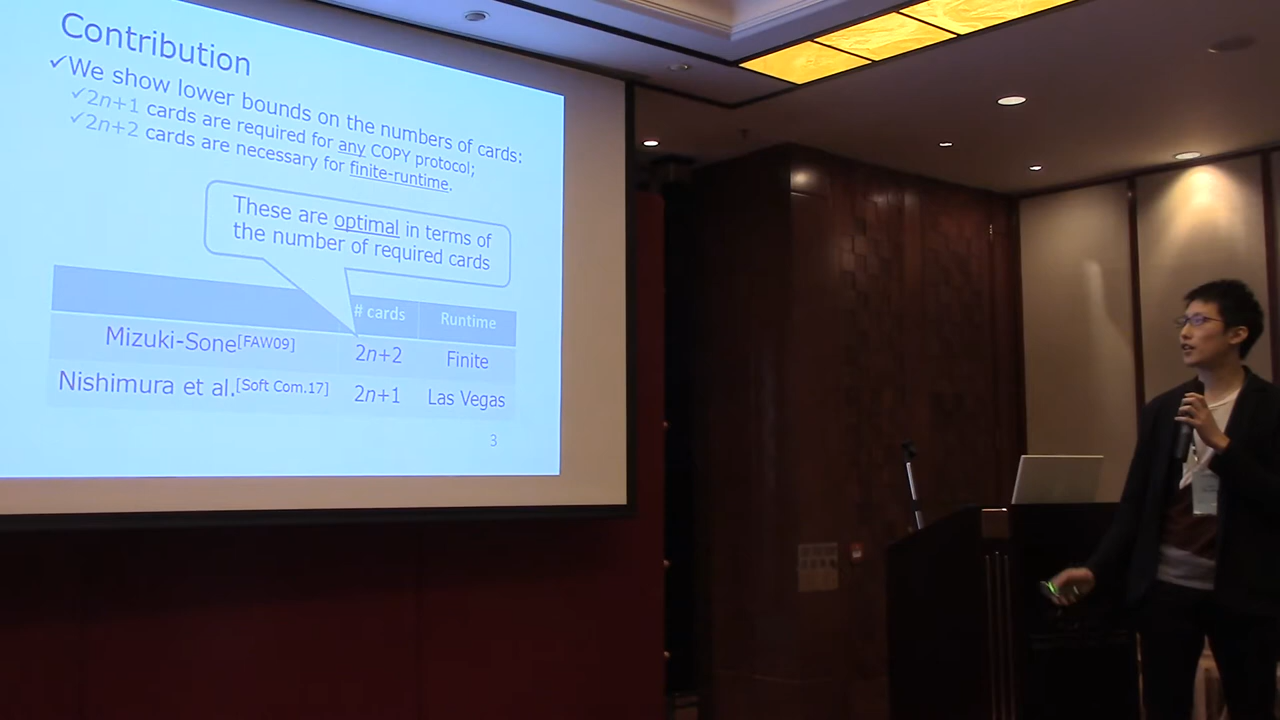 Contribution
✓We show lower bounds on the numbers of cards:
✓2n+1 cards are required for any COPY protocol;
✓2n+2 cards are necessary for finite-runtime.
These are optimal in terms of
the number of required cards
# cards Runtime
Mizuki-Sone[FAW09] 2n+2 Finite
Nishimura et al.[Soft Com.17] 2n+1 Las Vegas
3